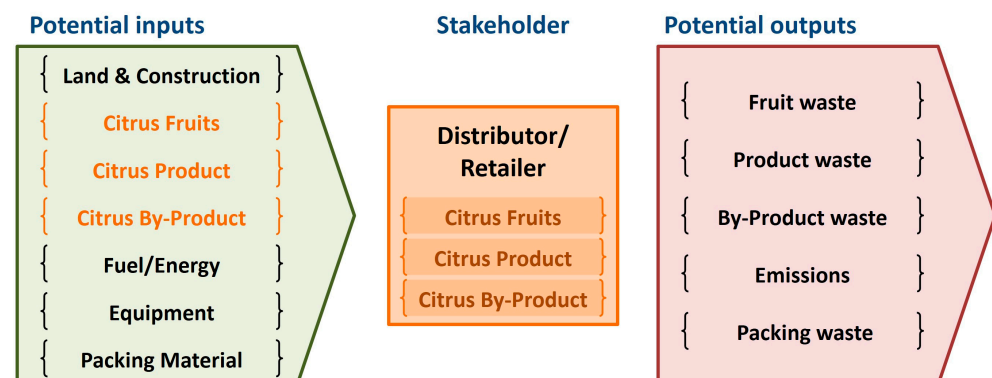 Potential inputs
Land & Construction
Citrus Fruits
Citrus Product
Citrus By-Product
Fuel/Energy
Equipment
Packing Material
Stakeholder
Distributor/
Retailer
Citrus Fruits
Citrus Product
Citrus By-Product
Potential outputs
Fruit waste
Product waste
By-Product waste
Emissions
Packing waste